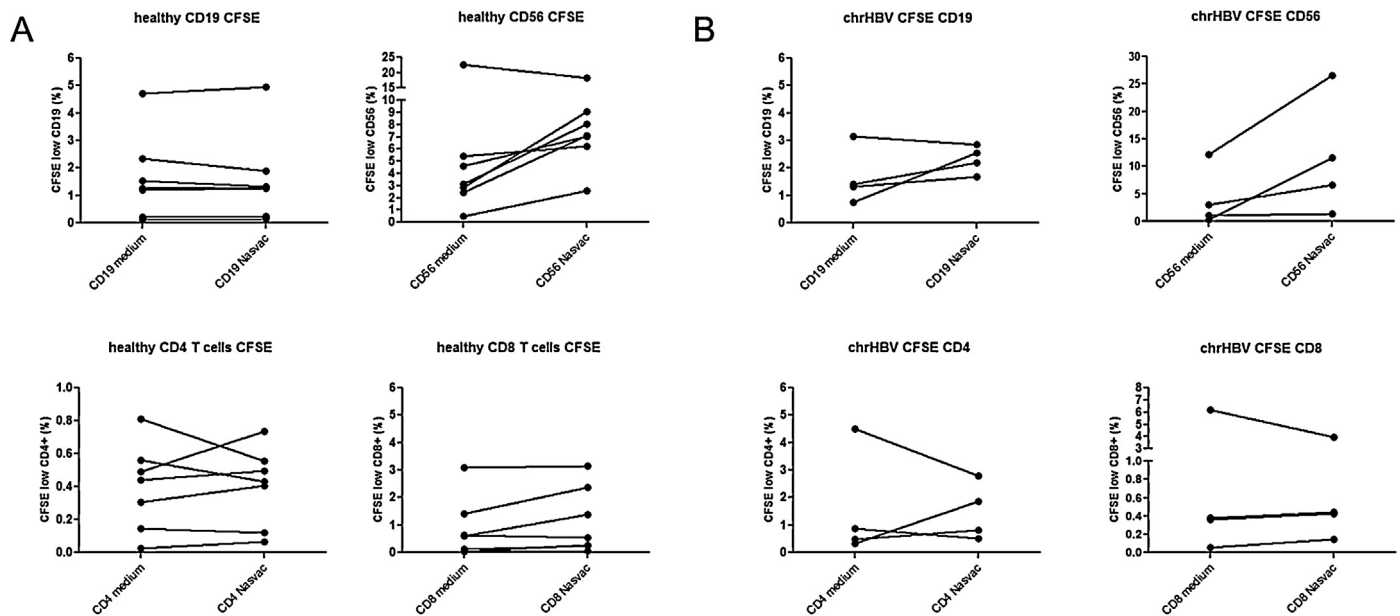 A
healthy CD19 CFSE
CFSE low CD19 (%)
6
5
4
3
2
1
0
CD19 medium
CD19 Nasvac
healthy CD56 CFSE
CFSE low CD56 (%)
25
20
15
10
9
8
7
6
5
4
3
2
1
0
CD56 medium
CD56 Nasvac
B
chrHBV CFSE CD19
CFSE low CD19 (%)
6
5
4
3
2
1
0
CD19 medium
CD19 Nasvac
chrHBV CFSE CD56
CFSE low CD56 (%)
30
25
20
15
10
5
0
CD56 medium
CD56 Nasvac
healthy CD4 T cells CFSE
CFSE low CD4+ (%)
1.0
0.8
0.6
0.4
0.2
0.0
CD4 medium
CD4 Nasvac
healthy CD8 T cells CFSE
CFSE low CD8+ (%)
6
5
4
3
2
1
0
CD8 medium
CD8 Nasvac
chrHBV CFSE CD4
CFSE low CD4+ (%)
6
5
4
3
2
1
0
CD4 medium
CD4 Nasvac
chrHBV CFSE CD8
CFSE low CD8+ (%)
8
7
6
5
4
3
1.0
0.8
0.6
0.4
0.2
0.0
CD8 medium
CD8 Nasvac